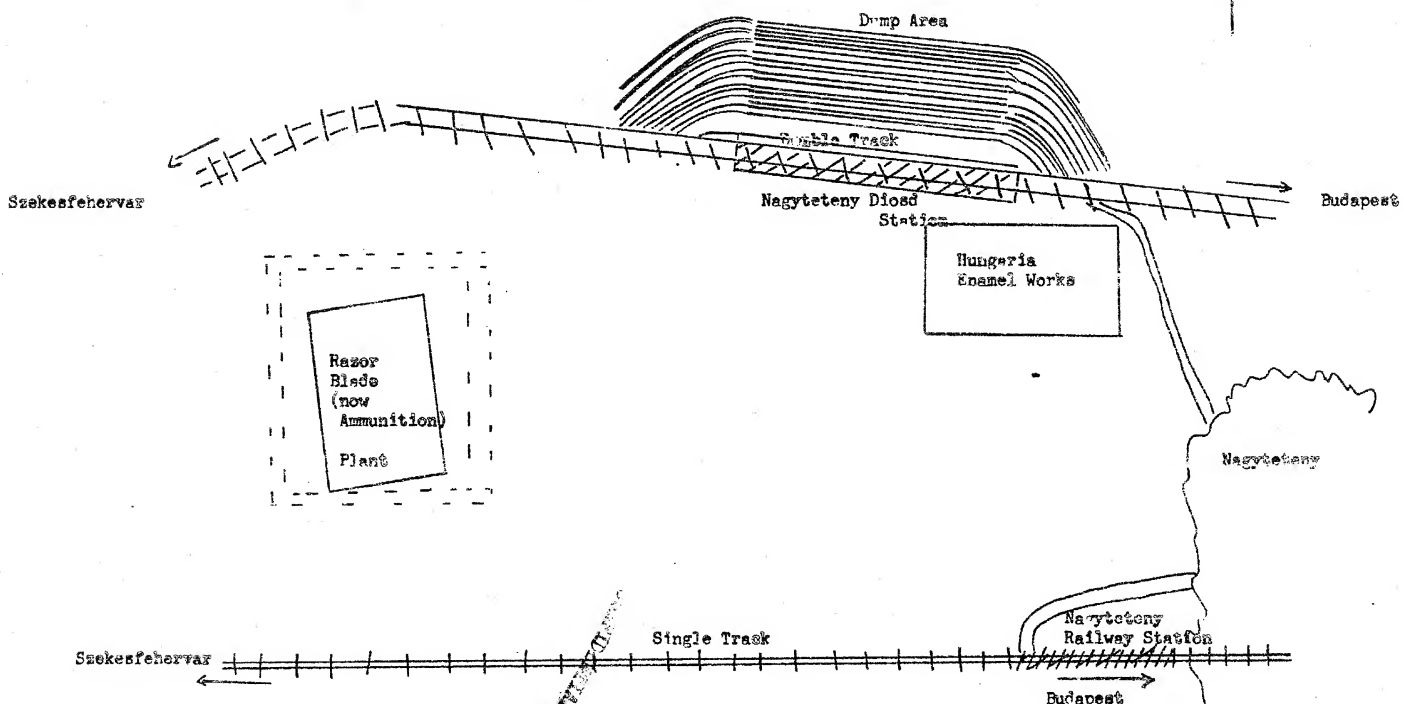 Dump Area
Double Track
Szekesfehervar
Nagyteteny Diosd
Station
Budapest
Hungaria
Enamel Works
Razor
Blade
(now
Ammunition)
Plant
Nagyteteny
Nagyteteny
Railway Station
Single Track
Szekesfehervar
Budapest